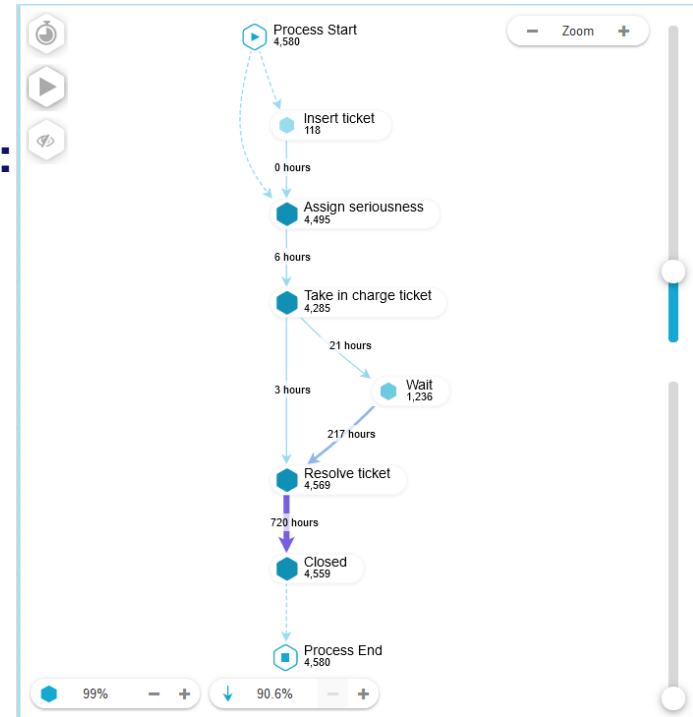 Process Start
4,580
Zoom
Insert ticket
118
0 hours
Assign seriousness
4,495
6 hours
Take in charge ticket
4,285
21 hours
Wait
1,236
3 hours
217 hours
Resolve ticket
4,569
720 hours
Closed
4,559
Process End
4,580
99%
90.6%